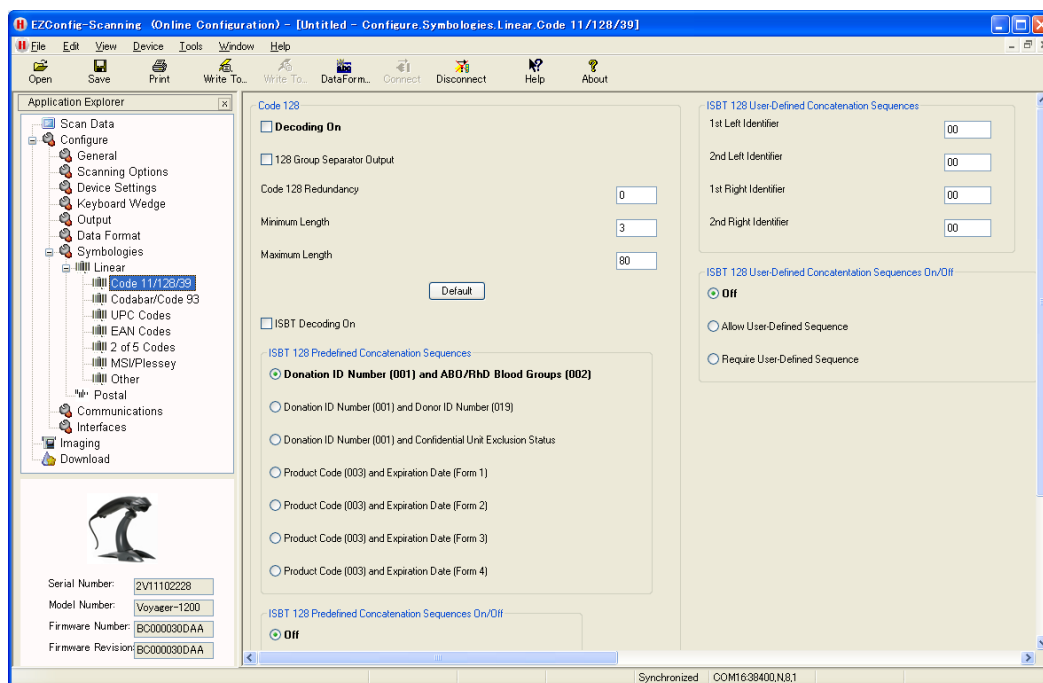 EZConfig-Scanning (Online Configuration) - [Untitled - Configure.Symbologies.Linear.Code 11/128/39]
File Edit View Device Tools Window Help
Open Save Print Write To.. Write To.. DataForm... Connect Disconnect Help About
Application Explorer
Scan Data
Configure
General
Scanning Options
Device Settings
Keyboard Wedge
Output
Data Format
Symbologies
Linear
Code 11/128/39
Codabar/Code 93
UPC Codes
EAN Codes
2 of 5 Codes
MSI/Plessey
Other
Postal
Communications
Interfaces
Imaging
Download
Serial Number: 2V11102228
Model Number: Voyager-1200
Firmware Number: BC000030DAA
Firmware Revision: BC000030DAA
Code 128
Decoding On
128 Group Separator Output
Code 128 Redundancy 0
Minimum Length 3
Maximum Length 80
Default
ISBT Decoding On
ISBT 128 Predefined Concatenation Sequences
Donation ID Number (001) and ABO/RhD Blood Groups (002)
Donation ID Number (001) and Donor ID Number (019)
Donation ID Number (001) and Confidential Unit Exclusion Status
Product Code (003) and Expiration Date (Form 1)
Product Code (003) and Expiration Date (Form 2)
Product Code (003) and Expiration Date (Form 3)
Product Code (003) and Expiration Date (Form 4)
ISBT 128 Predefined Concatenation Sequences On/Off
Off
ISBT 128 User-Defined Concatenation Sequences
1st Left Identifier 00
2nd Left Identifier 00
1st Right Identifier 00
2nd Right Identifier 00
ISBT 128 User-Defined Concatentation Sequences On/Off
Off
Allow User-Defined Sequence
Require User-Defined Sequence
Synchronized COM16:38400,N,8,1